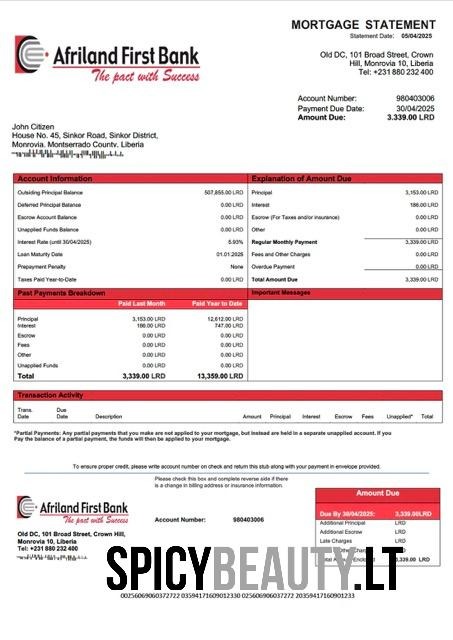 MORTGAGE STATEMENT
Statement Date: 05/04/2025
Afriland First Bank
The pact with Success
Old DC, 101 Broad Street, Crown
Hill, Monrovia 10, Liberia
Tel: +231 880 232 400
Account Number: 980403006
Payment Due Date: 30/04/2025
Amount Due: 3.339.00 LRD
John Citizen
House No. 45, Sinkor Road, Sinkor District,
Monrovia, Montserrado County, Liberia
Account Information
Outsiding Principal Balance 507,855.00 LRD
Deferred Principal Balance 0.00 LRD
Escrow Account Balance 0.00 LRD
Unapplied Funds Balance 0.00 LRD
Interest Rate (until 30/04/2025) 5.93%
Loan Maturity Date 01.01.2025
Prepayment Penalty None
Taxes Paid Year-to-Date 0.00 LRD
Explanation of Amount Due
Principal 3,153.00 LRD
Interest 186.00 LRD
Escrow (For Taxes and/or insurance) 0.00 LRD
Other 0.00 LRD
Regular Monthly Payment 3,339.00 LRD
Fees and Other Charges 0.00 LRD
Overdue Payment 0.00 LRD
Total Amount Due 3,339.00 LRD
Past Payments Breakdown
Paid Last Month Paid Year to Date
Principal 3,153.00 LRD 12,612.00 LRD
Interest 186.00 LRD 747.00 LRD
Escrow 0.00 LRD 0.00 LRD
Fees 0.00 LRD 0.00 LRD
Other 0.00 LRD 0.00 LRD
Unapplied Funds 0.00 LRD 0.00 LRD
Total 3,339.00 LRD 13,359.00 LRD
Important Messages
Transaction Activity
Trans. Date Due Date Description Amount Principal Interest Escrow Fees Unapplied* Total
*Partial Payments: Any partial payments that you make are not applied to your mortgage, but instead are held in a separate unapplied account. If you
Pay the balance of a partial payment, the funds will then be applied to your mortgage.
To ensure proper credit, please write account number on check and return this stub along with your payment in envelope provided.
Please check this box and complete reverse side if there
is a change in billing address or insurance information.
Afriland First Bank
The pact with Success
Account Number: 980403006
Old DC, 101 Broad Street, Crown Hill,
Monrovia 10, Liberia
Tel: +231 880 232 400
Amount Due
Due By 30/04/2025: 3,339.00LRD
Additional Principal LRD
Additional Escrow LRD
Late Charges LRD
LRD
3,339.00 LRD
SPICYBEAUTY.LT